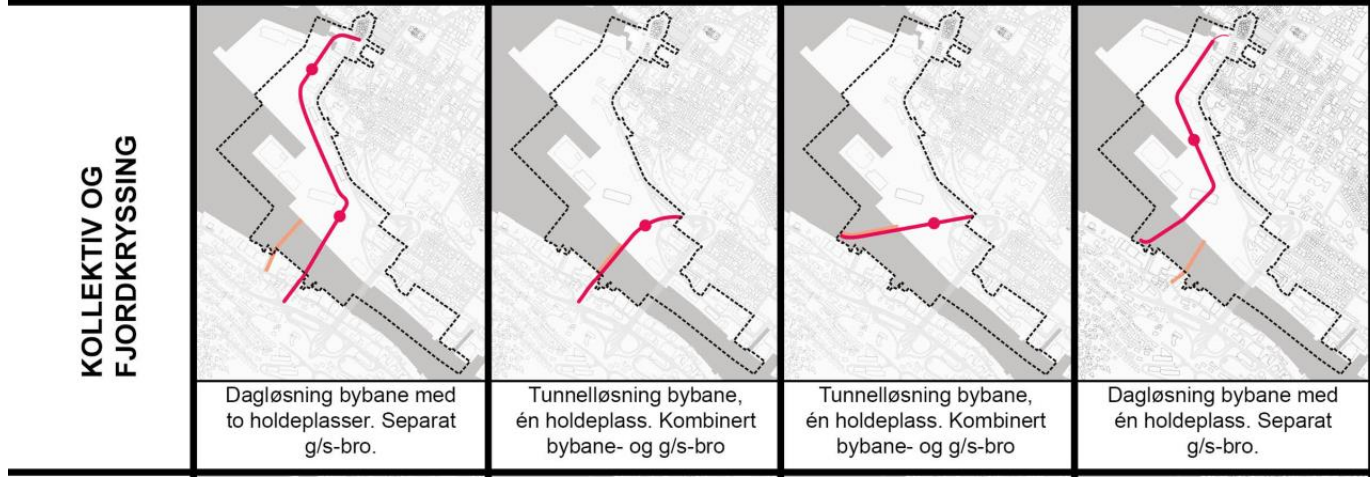 KOLLEKTIV OG
FJORDKRYSSING
Dagløsning bybane med
to holdeplasser. Separat
g/s-bro.
Tunnelløsning bybane,
én holdeplass. Kombinert
bybane- og g/s-bro
Tunnelløsning bybane,
én holdeplass. Kombinert
bybane- og g/s-bro
Dagløsning bybane med
én holdeplass. Separat
g/s-bro.